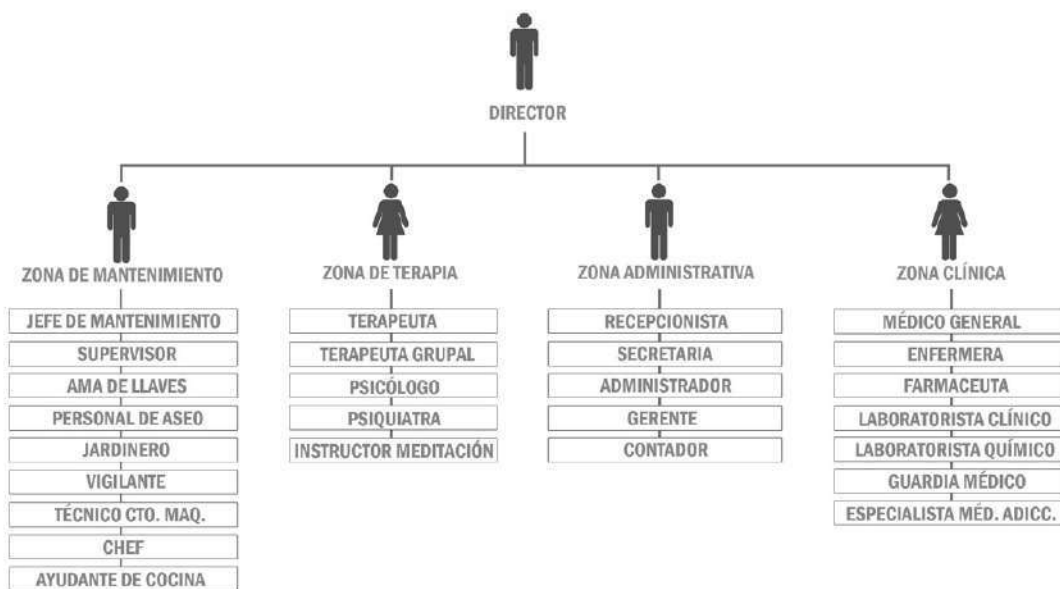 DIRECTOR
ZONA DE MANTENIMIENTO
JEFE DE MANTENIMIENTO
SUPERVISOR
AMA DE LLAVES
PERSONAL DE ASEO
JARDINERO
VIGILANTE
TÉCNICO CTO. MAQ.
CHEF
AYUDANTE DE COCINA
ZONA DE TERAPIA
TERAPEUTA
TERAPEUTA GRUPAL
PSICÓLOGO
PSIQUIATRA
INSTRUCTOR MEDITACIÓN
ZONA ADMINISTRATIVA
RECEPCIONISTA
SECRETARIA
ADMINISTRADOR
GERENTE
CONTADOR
ZONA CLÍNICA
MÉDICO GENERAL
ENFERMERA
FARMACEUTA
LABORATORISTA CLÍNICO
LABORATORISTA QUÍMICO
GUARDIA MÉDICO
ESPECIALISTA MÉD. ADICC.